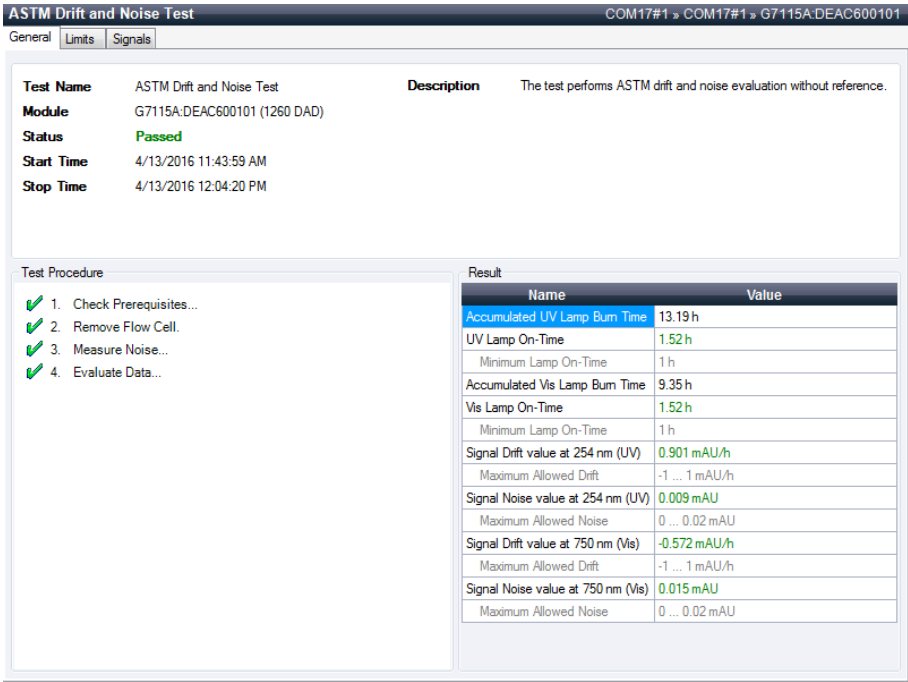 ASTM Drift and Noise Test COM17#1 » COM17#1 » G7115A:DEAC600101
General Limits Signals
Test Name ASTM Drift and Noise Test Description The test performs ASTM drift and noise evaluation without reference.
Module G7115A:DEAC600101 (1260 DAD)
Status Passed
Start Time 4/13/2016 11:43:59 AM
Stop Time 4/13/2016 12:04:20 PM
Test Procedure
1. Check Prerequisites...
2. Remove Flow Cell.
3. Measure Noise...
4. Evaluate Data...
Result
Name Value
Accumulated UV Lamp Burn Time 13.19 h
UV Lamp On-Time 1.52 h
Minimum Lamp On-Time 1 h
Accumulated Vis Lamp Burn Time 9.35 h
Vis Lamp On-Time 1.52 h
Minimum Lamp On-Time 1 h
Signal Drift value at 254 nm (UV) 0.901 mAU/h
Maximum Allowed Drift -1 ... 1 mAU/h
Signal Noise value at 254 nm (UV) 0.009 mAU
Maximum Allowed Noise 0 ... 0.02 mAU
Signal Drift value at 750 nm (Vis) -0.572 mAU/h
Maximum Allowed Drift -1 ... 1 mAU/h
Signal Noise value at 750 nm (Vis) 0.015 mAU
Maximum Allowed Noise 0 ... 0.02 mAU